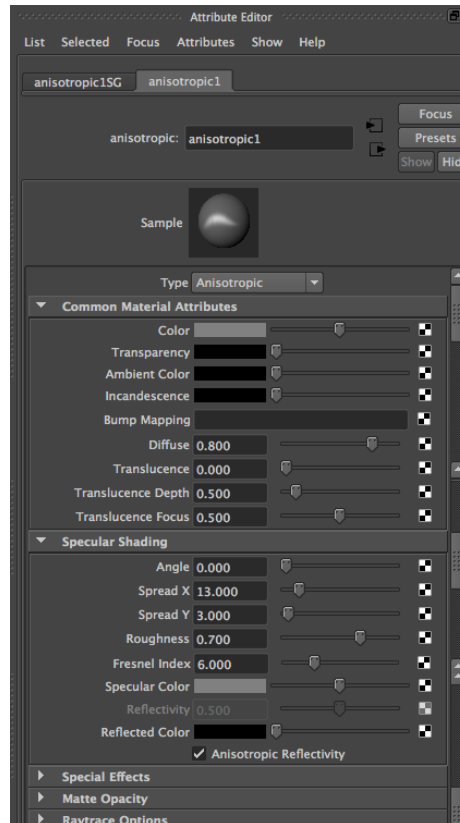 Attribute Editor
List Selected Focus Attributes Show Help
anisotropic1SG anisotropic1
Focus
anisotropic: anisotropic1
Presets
Show Hid
Sample
Type Anisotropic
Common Material Attributes
Color
Transparency
Ambient Color
Incandescence
Bump Mapping
Diffuse 0.800
Translucence 0.000
Translucence Depth 0.500
Translucence Focus 0.500
Specular Shading
Angle 0.000
Spread X 13.000
Spread Y 3.000
Roughness 0.700
Fresnel Index 6.000
Specular Color
Reflectivity 0.500
Reflected Color
Anisotropic Reflectivity
Special Effects
Matte Opacity
Raytrace Options